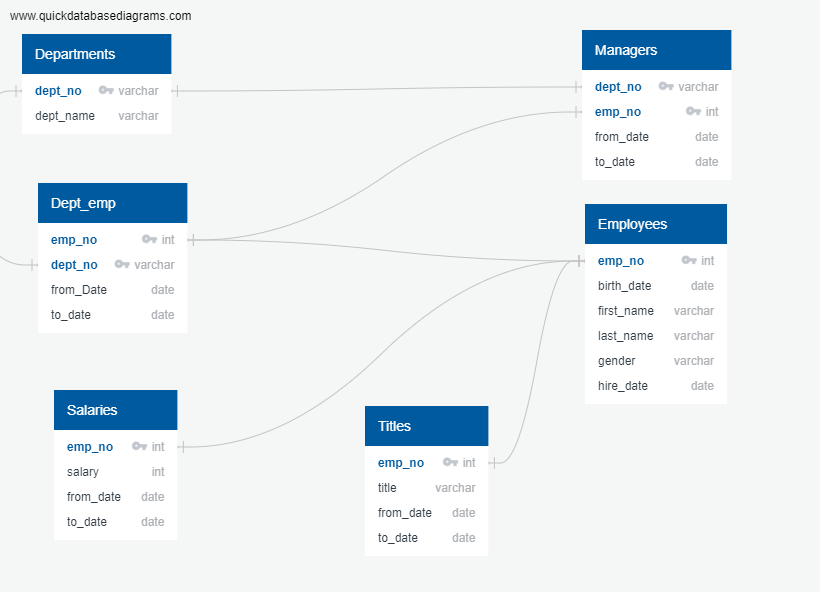 www.quickdatabasediagrams.com
Departments
dept_no varchar
dept_name varchar
Managers
dept_no varchar
emp_no int
from_date date
to_date date
Dept_emp
emp_no int
dept_no varchar
from_Date date
to_date date
Employees
emp_no int
birth_date date
first_name varchar
last_name varchar
gender varchar
hire_date date
Salaries
emp_no int
salary int
from_date date
to_date date
Titles
emp_no int
title varchar
from_date date
to_date date